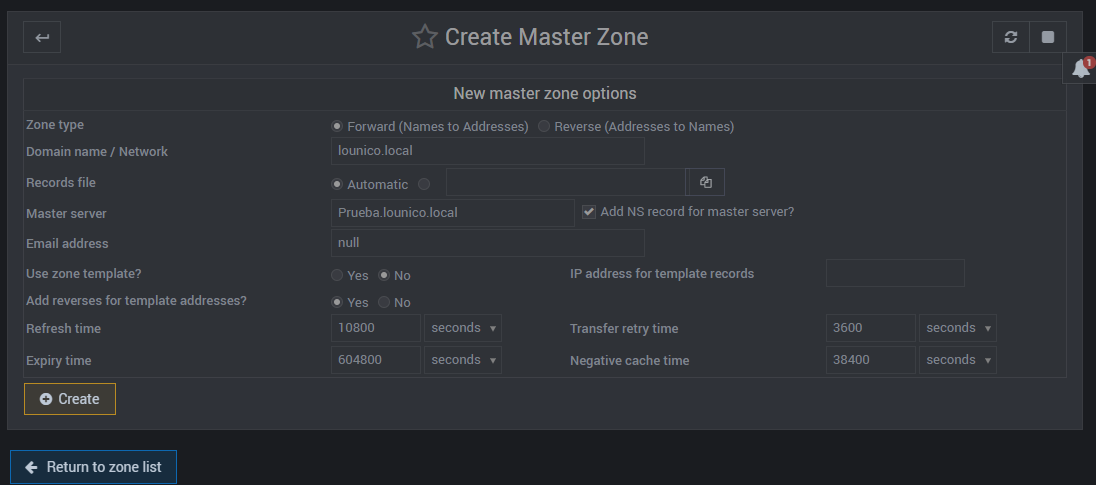 Create Master Zone
1
New master zone options
Zone type Forward (Names to Addresses) Reverse (Addresses to Names)
Domain name / Network lounico.local
Records file Automatic
Master server Prueba.lounico.local Add NS record for master server?
Email address null
Use zone template? Yes No IP address for template records
Add reverses for template addresses? Yes No
Refresh time 10800 seconds Transfer retry time 3600 seconds
Expiry time 604800 seconds Negative cache time 38400 seconds
Create
Return to zone list